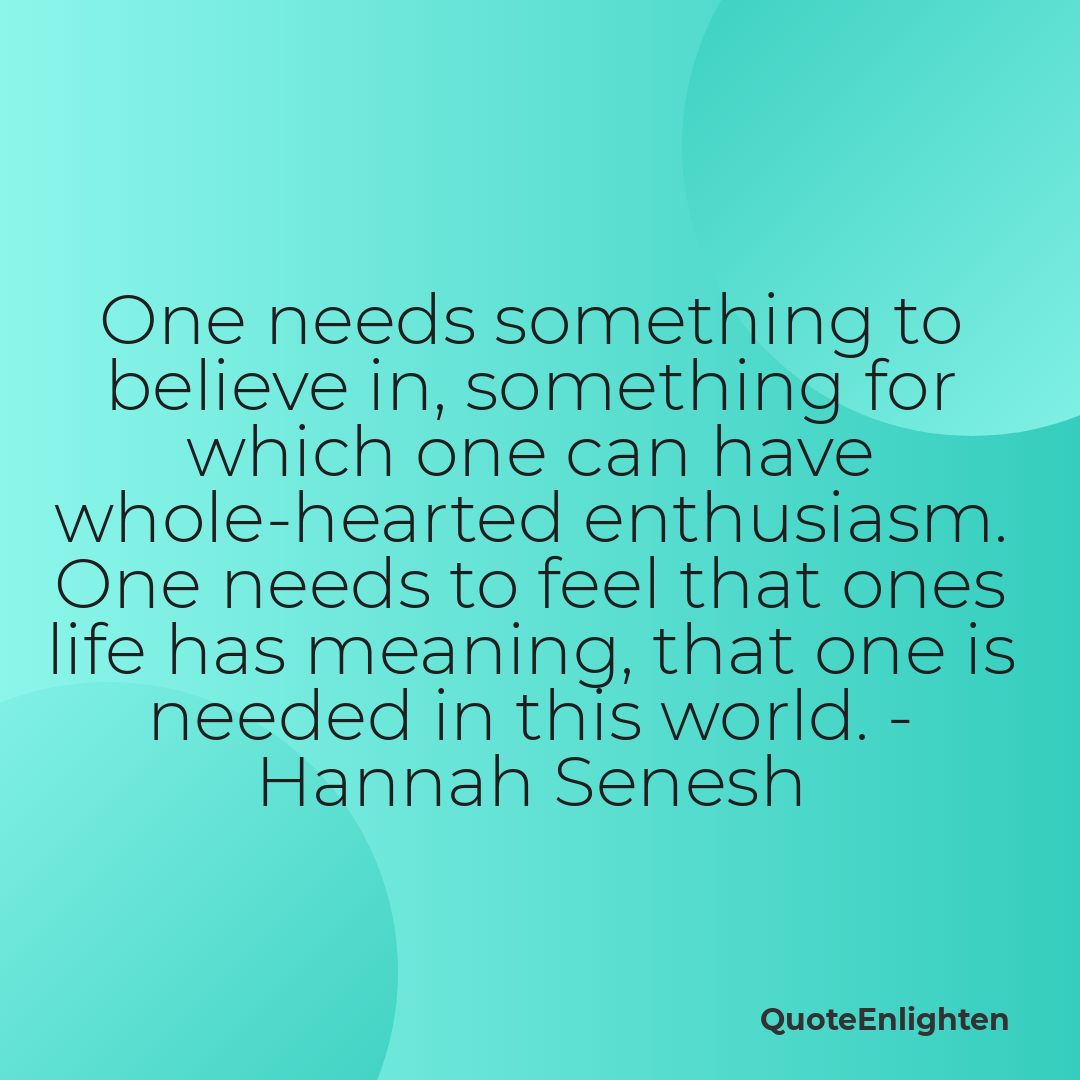 One needs something to
believe in, something for
which one can have
whole-hearted enthusiasm.
One needs to feel that ones
life has meaning, that one is
needed in this world. -
Hannah Senesh
QuoteEnlighten